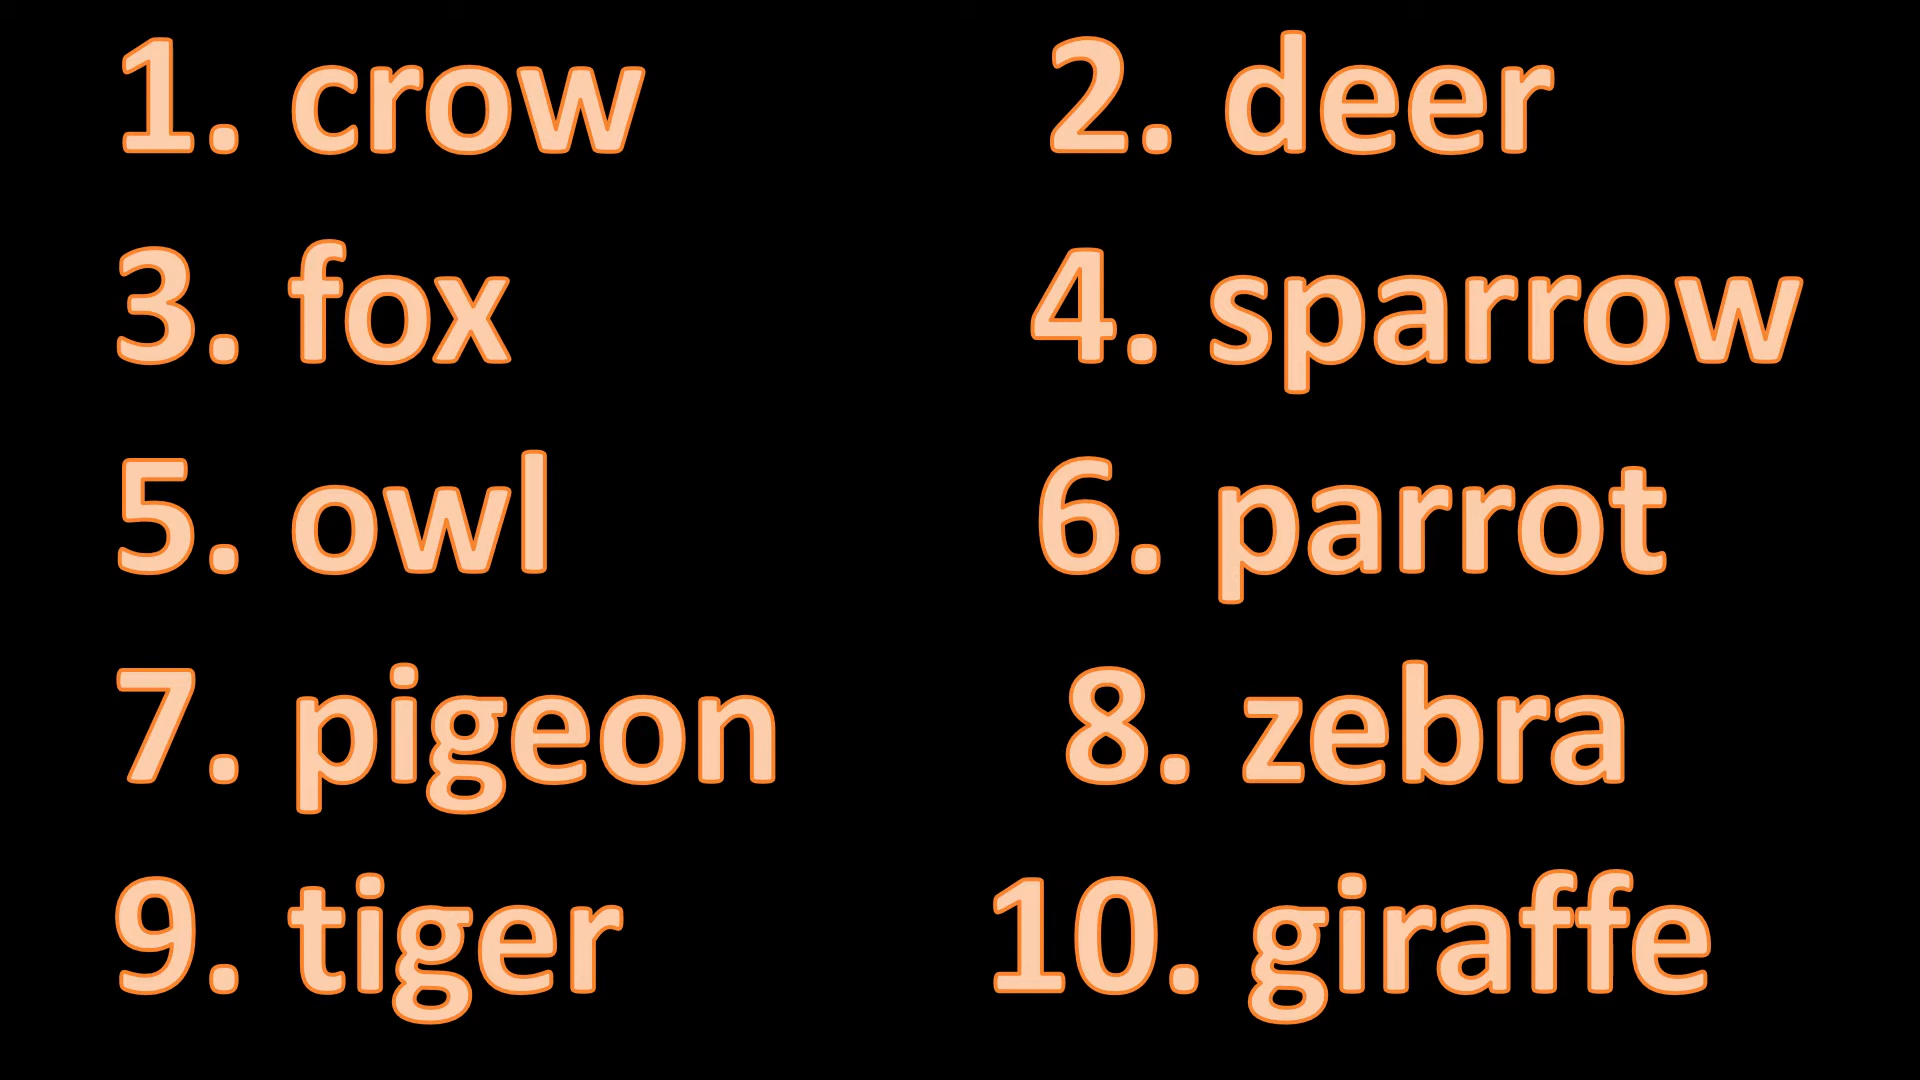 1. crow 2. deer
3. fox 4. sparrow
5. owl 6. parrot
7. pigeon 8. zebra
9. tiger 10. giraffe